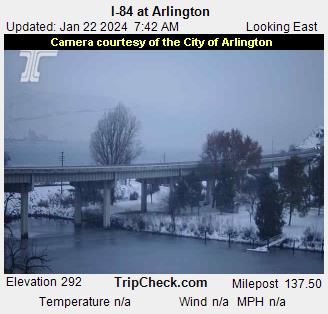 I-84 at Arlington
Updated: Jan 22 2024 7:42 AM Looking East
Camera courtesy of the City of Arlington
Elevation 292 TripCheck.com Milepost 137.50
Temperature n/a Wind n/a MPH n/a